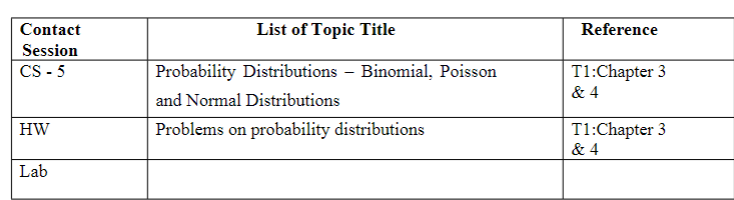 Contact Session List of Topic Title Reference
CS - 5 Probability Distributions – Binomial, Poisson T1:Chapter 3
and Normal Distributions & 4
HW Problems on probability distributions T1:Chapter 3
& 4
Lab